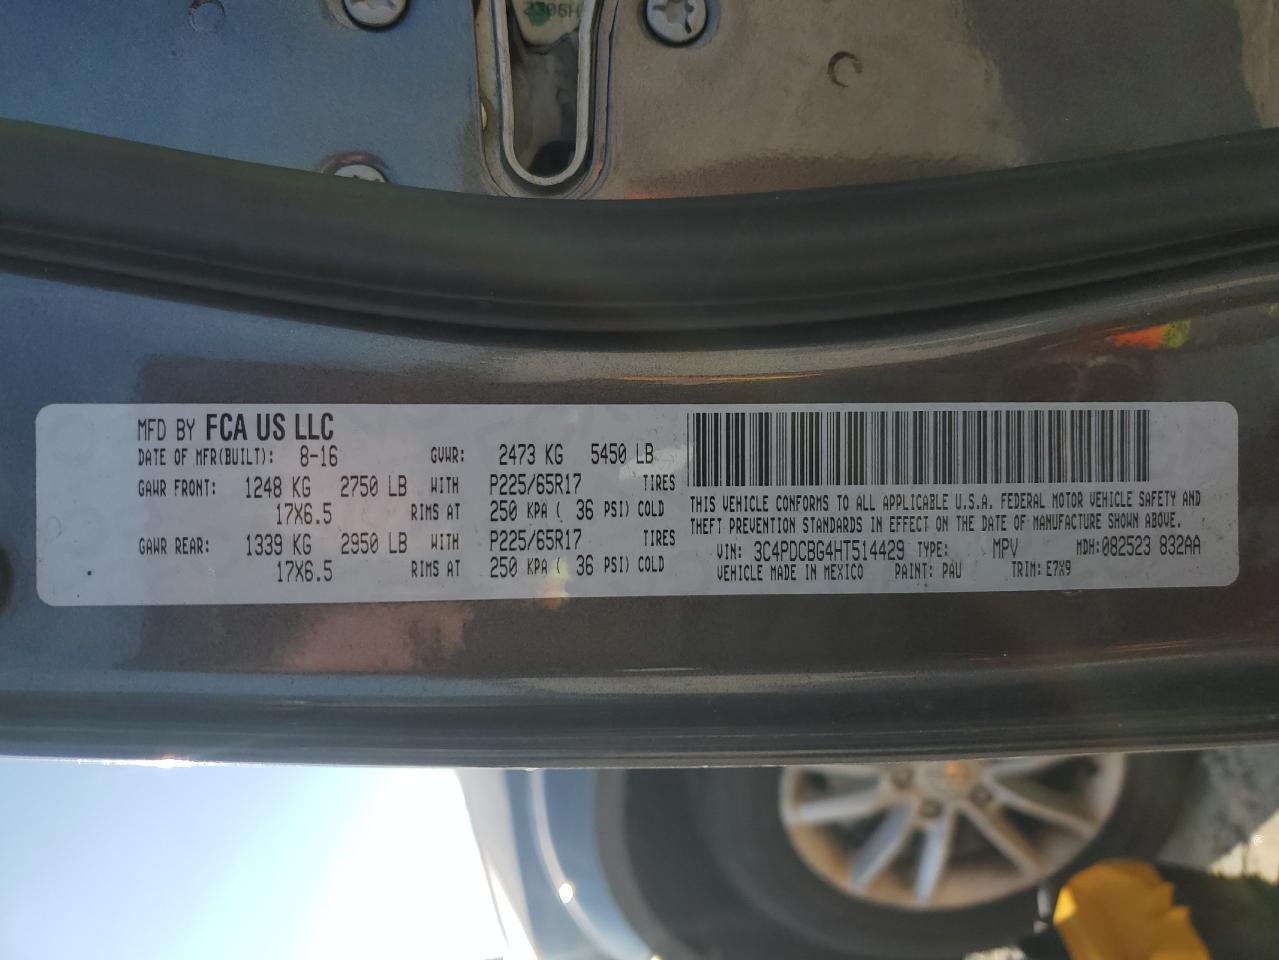 2306H
MFD BY FCA US LLC
DATE OF MFR(BUILT): 8-16 GVWR: 2473 KG 5450 LB
GAWR FRONT: 1248 KG 2750 LB WITH P225/65R17 TIRES
17X6.5 RIMS AT 250 KPA ( 36 PSI) COLD
GAWR REAR: 1339 KG 2950 LB WITH P225/65R17 TIRES
17X6.5 RIMS AT 250 KPA ( 36 PSI) COLD
THIS VEHICLE CONFORMS TO ALL APPLICABLE U.S.A. FEDERAL MOTOR VEHICLE SAFETY AND
THEFT PREVENTION STANDARDS IN EFFECT ON THE DATE OF MANUFACTURE SHOWN ABOVE.
VIN: 3C4PDCBG4HT514429 TYPE: MPV MDH:082523 832AA
VEHICLE MADE IN MEXICO PAINT: PAU TRIM: E7X9